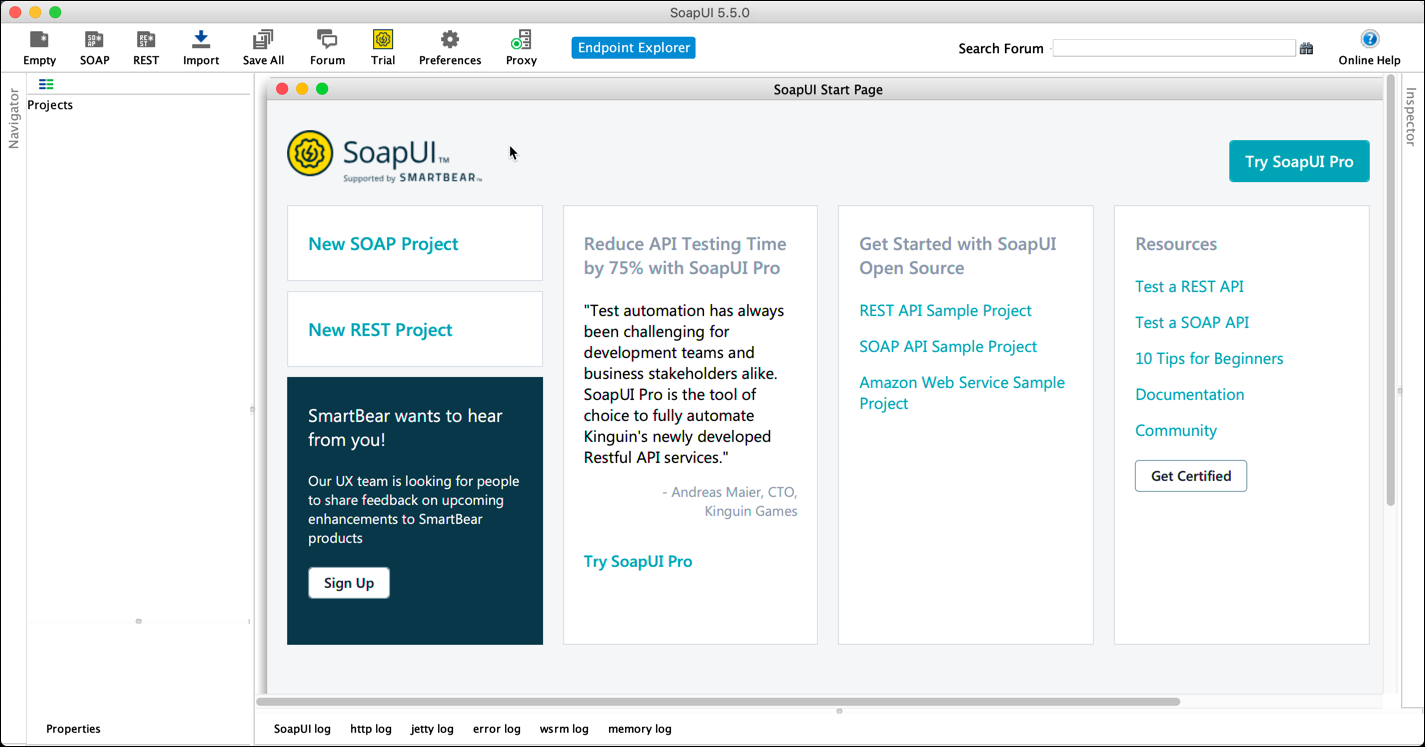 SoapUI 5.5.0
Empty SOAP REST Import Save All Forum Trial Preferences Proxy Endpoint Explorer Search Forum Online Help
Navigator
Projects
Inspector
SoapUI Start Page
SoapUI™
Supported by SMARTBEAR™
Try SoapUI Pro
New SOAP Project
New REST Project
SmartBear wants to hear
from you!
Our UX team is looking for people
to share feedback on upcoming
enhancements to SmartBear
products
Sign Up
Reduce API Testing Time
by 75% with SoapUI Pro
"Test automation has always
been challenging for
development teams and
business stakeholders alike.
SoapUI Pro is the tool of
choice to fully automate
Kinguin's newly developed
Restful API services."
- Andreas Maier, CTO,
Kinguin Games
Try SoapUI Pro
Get Started with SoapUI
Open Source
REST API Sample Project
SOAP API Sample Project
Amazon Web Service Sample
Project
Resources
Test a REST API
Test a SOAP API
10 Tips for Beginners
Documentation
Community
Get Certified
Properties
SoapUI log http log jetty log error log wsrm log memory log